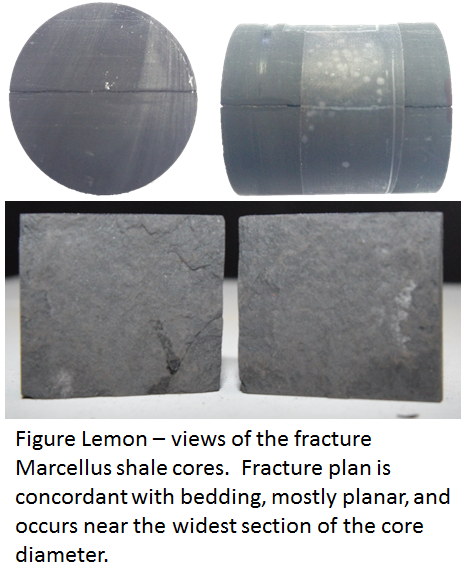 Figure Lemon – views of the fracture
Marcellus shale cores.  Fracture plan is
concordant with bedding, mostly planar, and
occurs near the widest section of the core
diameter.